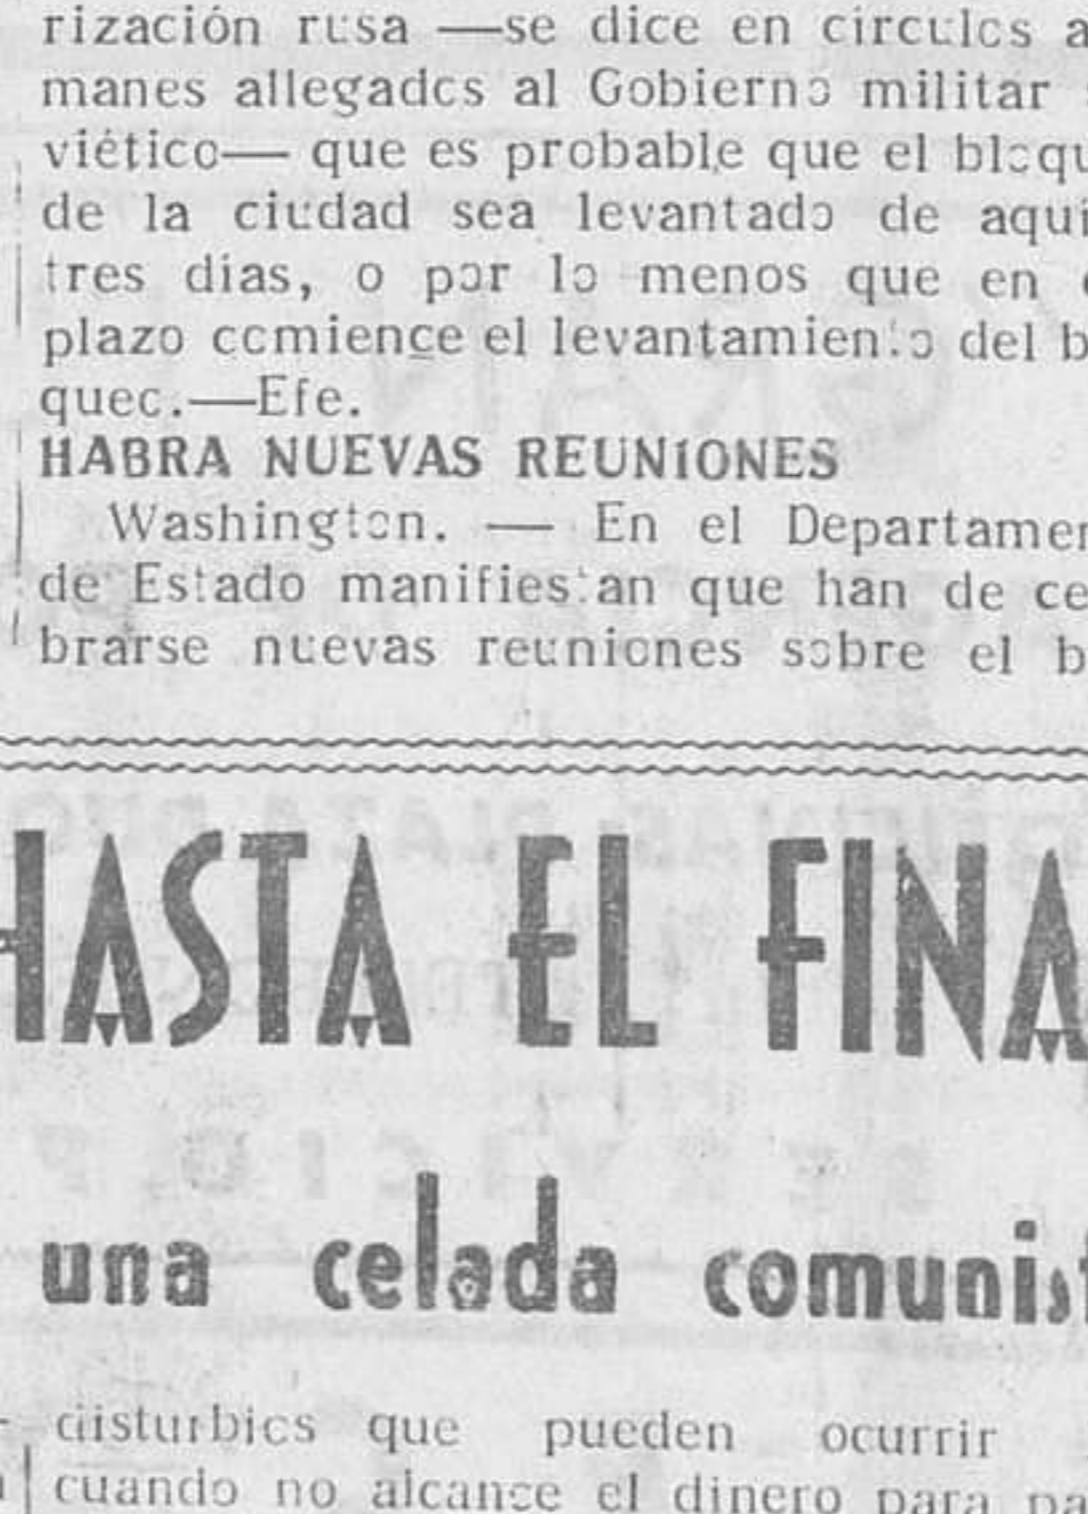 rización rusa —se dice en círculos a
manes allegados al Gobierno militar
viético— que es probable que el bloqu
de la ciudad sea levantado de aquí
tres días, o por lo menos que en
plazo comience el levantamiento del b
queo.—Efe.
HABRA NUEVAS REUNIONES
Washington. — En el Departamen
de Estado manifiestan que han de ce
brarse nuevas reuniones sobre el b
HASTA EL FINA
una celada comunist
disturbios que pueden ocurrir
cuando no alcance el dinero para pa